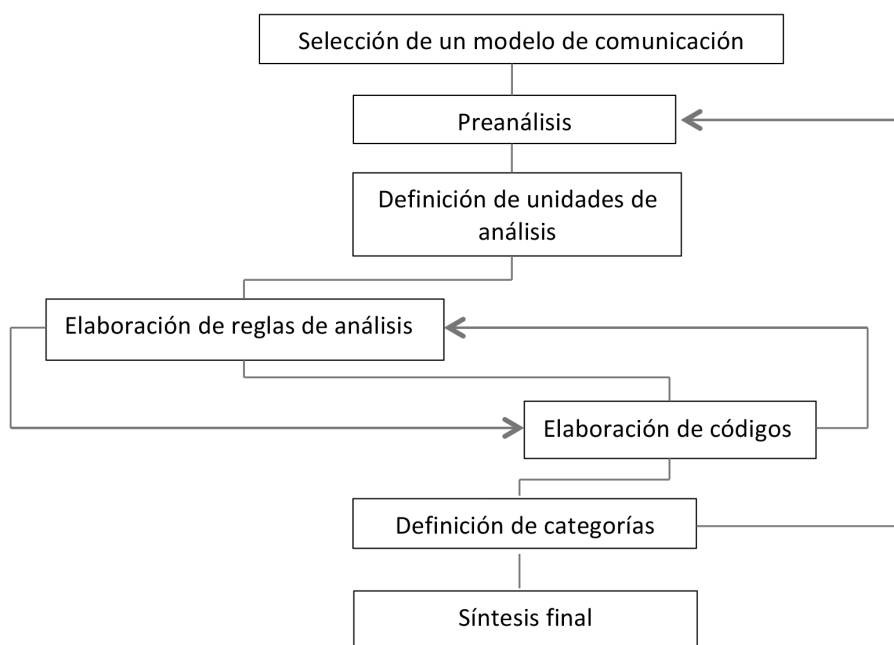 Selección de un modelo de comunicación
Preanálisis
Definición de unidades de
análisis
Elaboración de reglas de análisis
Elaboración de códigos
Definición de categorías
Síntesis final